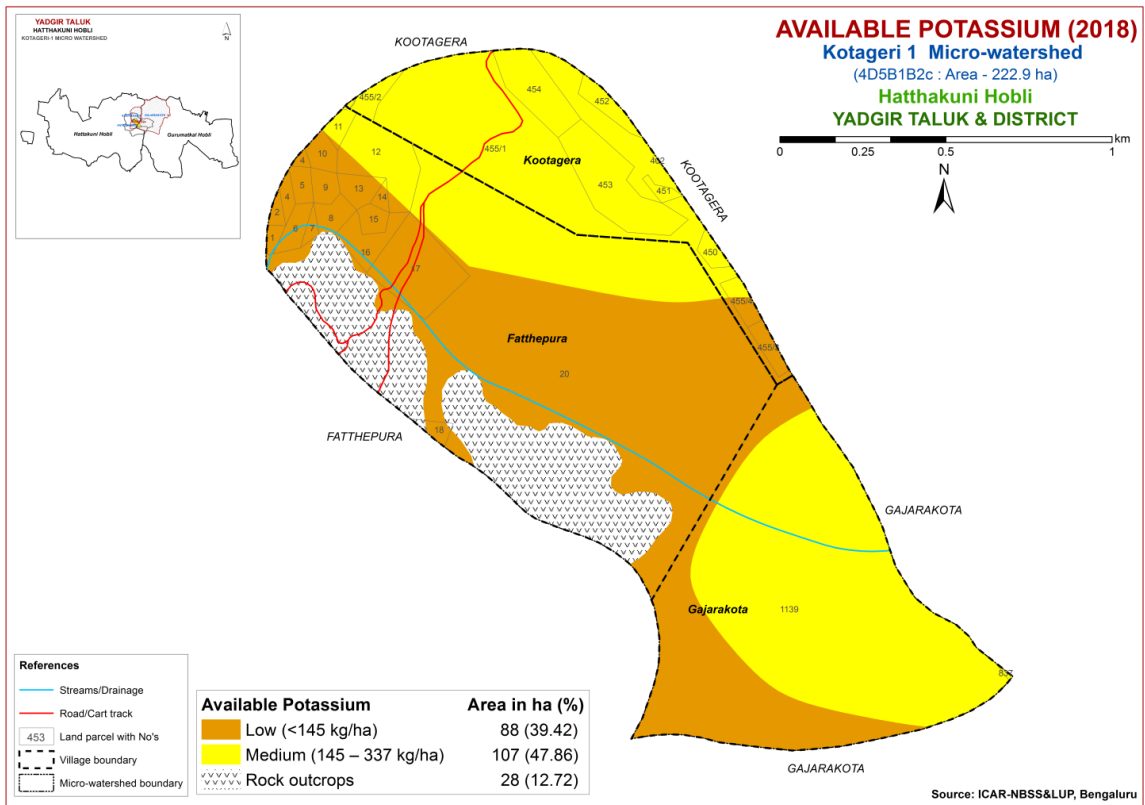 YADGIR TALUK
HATTHAKUNI HOBLI
KOTAGERI-1 MICRO WATERSHED
N
Hattikuni Hobli
Gurumatkal Hobli
AVAILABLE POTASSIUM (2018)
Kotageri 1 Micro-watershed
(4D5B1B2c : Area - 222.9 ha)
Hatthakuni Hobli
YADGIR TALUK & DISTRICT
0 0.25 0.5 1 km
N
KOOTAGERA
454
452
455/2
11
12
455/1
Kootagera
462
453
451
KOOTAGERA
4
10
5
9
13
14
4
2
8
15
1
6
7
16
17
450
455/4
455/3
Fatthepura
20
18
FATTHEPURA
GAJARAKOTA
Gajarakota
1139
837
GAJARAKOTA
References
Streams/Drainage
Road/Cart track
453 Land parcel with No's
Village boundary
Micro-watershed boundary
Available Potassium Area in ha (%)
Low (<145 kg/ha) 88 (39.42)
Medium (145 – 337 kg/ha) 107 (47.86)
Rock outcrops 28 (12.72)
Source: ICAR-NBSS&LUP, Bengaluru